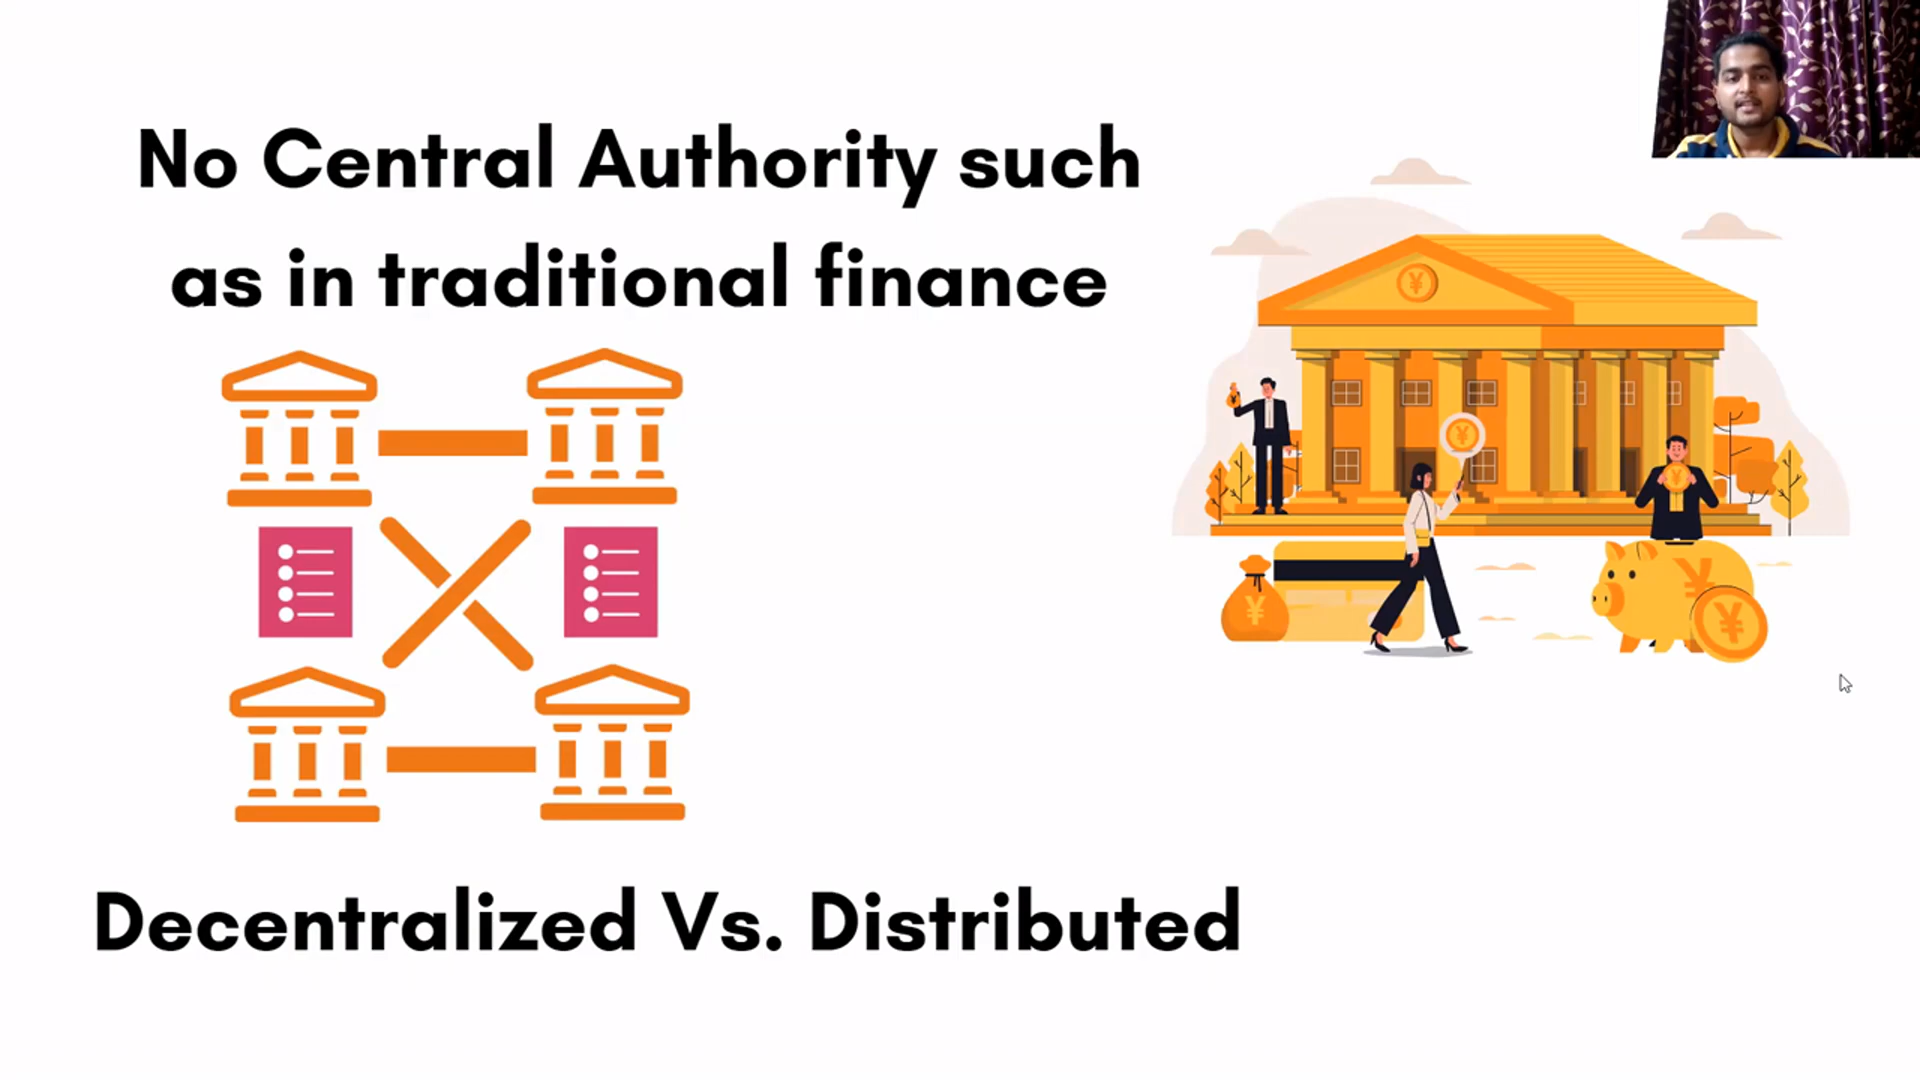 No Central Authority such
as in traditional finance
¥
¥
¥
¥
¥
¥
¥
Decentralized Vs. Distributed